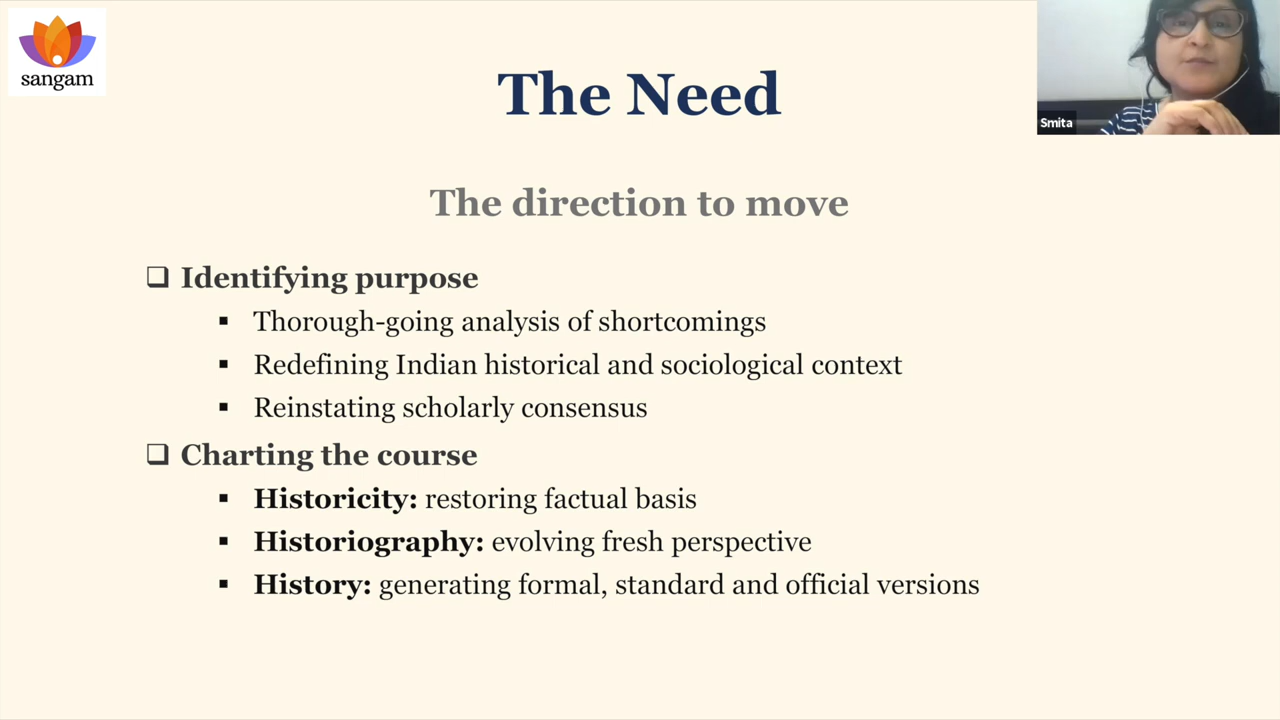 sangam
The Need
Smita
The direction to move
❑ Identifying purpose
▪ Thorough-going analysis of shortcomings
▪ Redefining Indian historical and sociological context
▪ Reinstating scholarly consensus
❑ Charting the course
▪ Historicity: restoring factual basis
▪ Historiography: evolving fresh perspective
▪ History: generating formal, standard and official versions